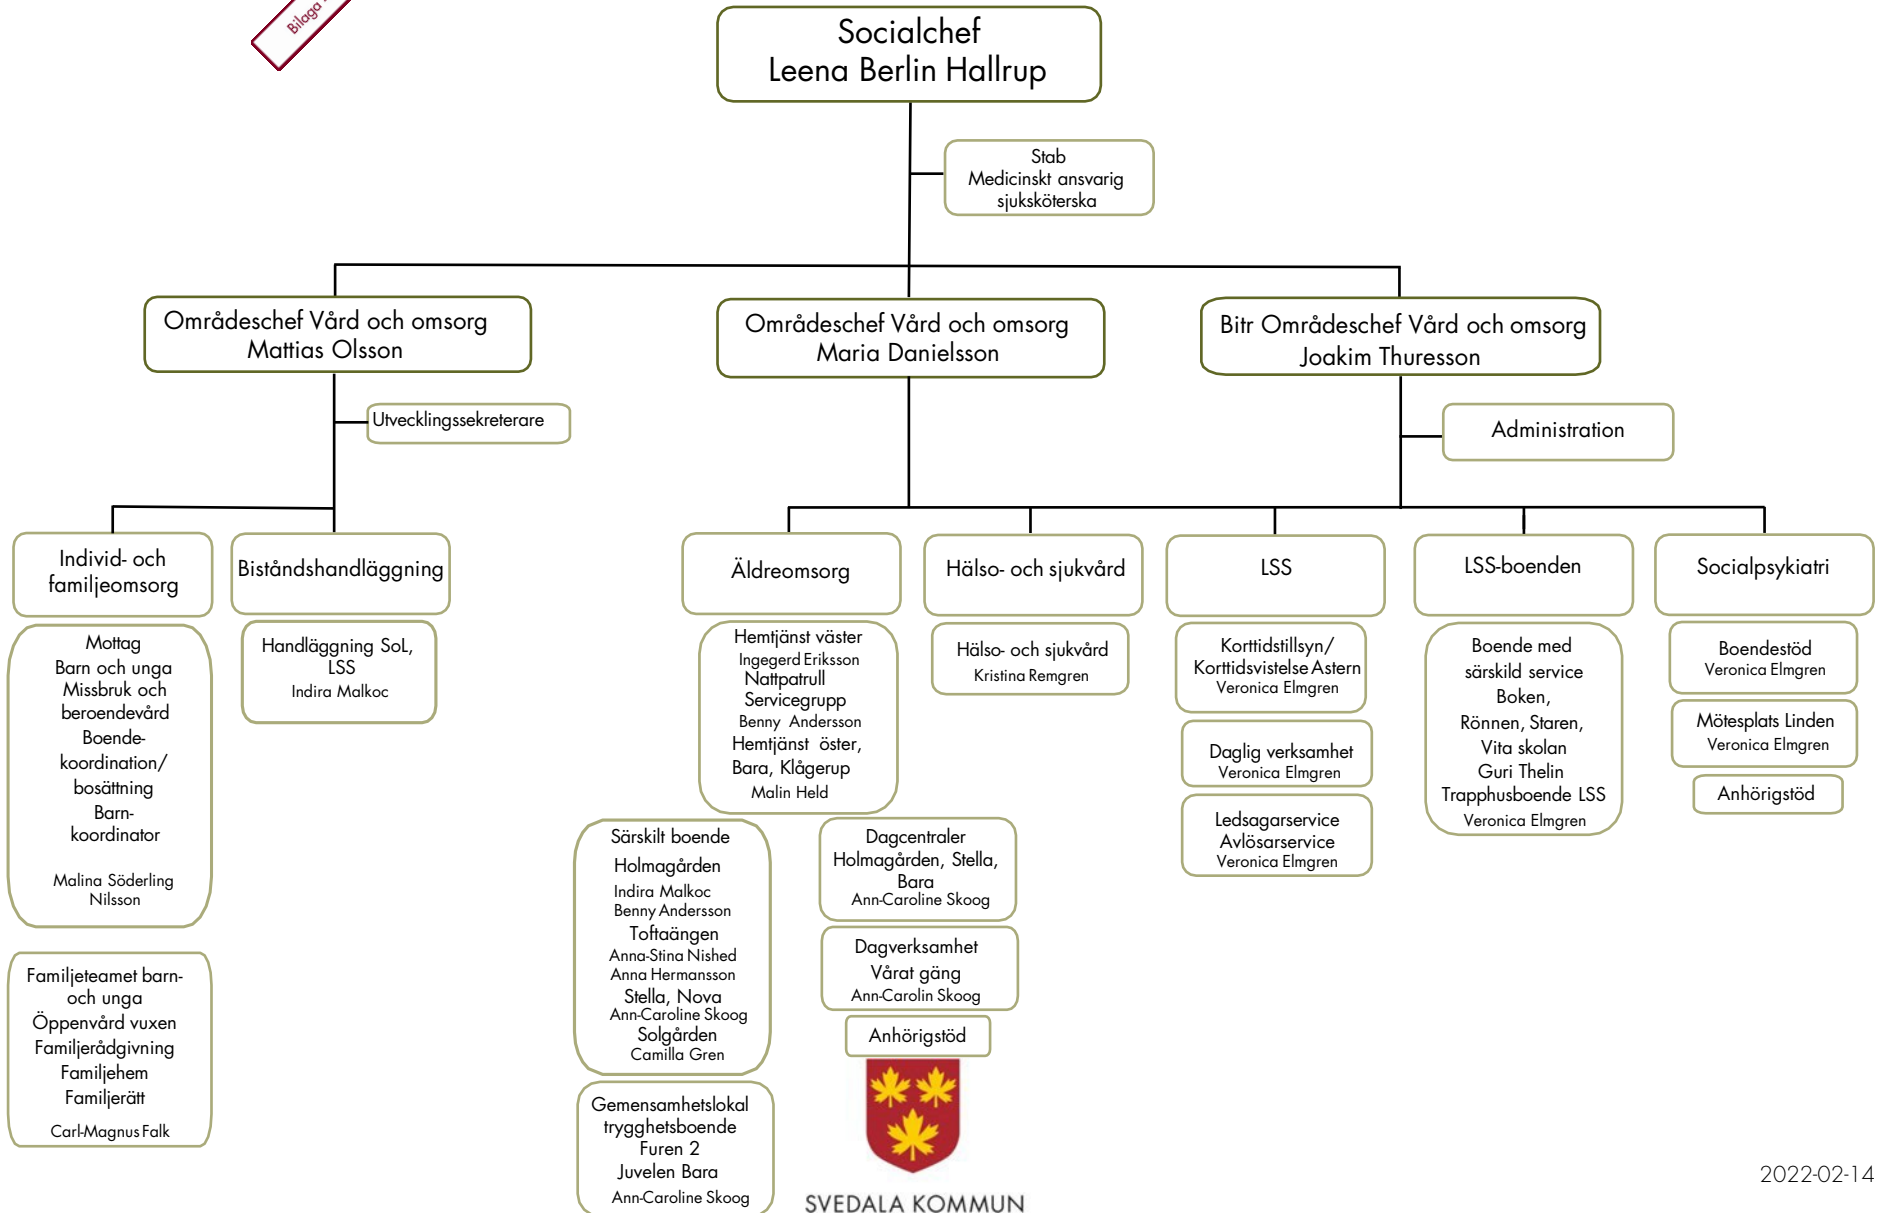 Bilaga
Socialchef
Leena Berlin Hallrup
Stab
Medicinskt ansvarig
sjuksköterska
Områdeschef Vård och omsorg
Mattias Olsson
Områdeschef Vård och omsorg
Maria Danielsson
Bitr Områdeschef Vård och omsorg
Joakim Thuresson
Utvecklingssekreterare
Administration
Individ- och
familjeomsorg
Biståndshandläggning
Äldreomsorg
Hälso- och sjukvård
LSS
LSS-boenden
Socialpsykiatri
Mottag
Barn och unga
Missbruk och
beroendevård
Boende-
koordination/
bosättning
Barn-
koordinator
Malina Söderling
Nilsson
Familjeteamet barn-
och unga
Öppenvård vuxen
Familjerådgivning
Familjehem
Familjerätt
Carl-Magnus Falk
Handläggning SoL,
LSS
Indira Malkoc
Hemtjänst väster
Ingegerd Eriksson
Nattpatrull
Servicegrupp
Benny Andersson
Hemtjänst öster,
Bara, Klågerup
Malin Held
Särskilt boende
Holmagården
Indira Malkoc
Benny Andersson
Toftaängen
Anna-Stina Nished
Anna Hermansson
Stella, Nova
Ann-Caroline Skoog
Solgården
Camilla Gren
Gemensamhetslokal
trygghetsboende
Furen 2
Juvelen Bara
Ann-Caroline Skoog
Dagcentraler
Holmagården, Stella,
Bara
Ann-Caroline Skoog
Dagverksamhet
Vårat gäng
Ann-Carolin Skoog
Anhörigstöd
Hälso- och sjukvård
Kristina Remgren
Korttidstillsyn/
Korttidsvistelse Astern
Veronica Elmgren
Daglig verksamhet
Veronica Elmgren
Ledsagarservice
Avlösarservice
Veronica Elmgren
Boende med
särskild service
Boken,
Rönnen, Staren,
Vita skolan
Guri Thelin
Trapphusboende LSS
Veronica Elmgren
Boendestöd
Veronica Elmgren
Mötesplats Linden
Veronica Elmgren
Anhörigstöd
SVEDALA KOMMUN
2022-02-14